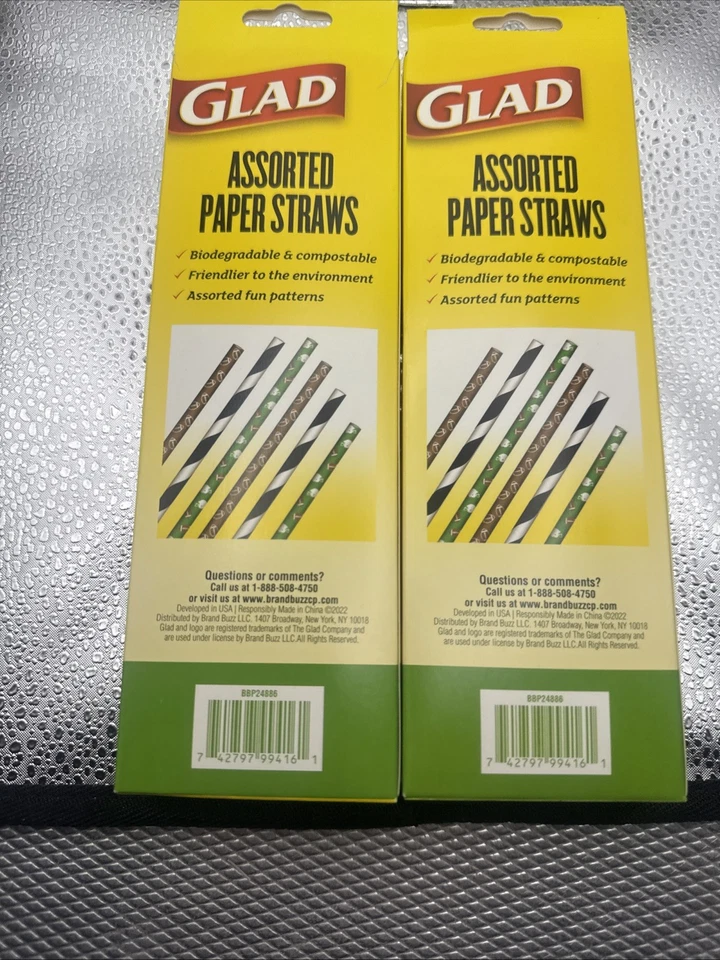 GLAD
ASSORTED
PAPER STRAWS
✓ Biodegradable & compostable
✓ Friendlier to the environment
✓ Assorted fun patterns
Questions or comments?
Call us at 1-888-508-4750
or visit us at www.brandbuzzcp.com
Developed in USA | Responsibly Made in China ©2022
Distributed by Brand Buzz LLC. 1407 Broadway, New York, NY 10018
Glad and logo are registered trademarks of The Glad Company and
are used under license by Brand Buzz LLC.All Rights Reserved.
BBP24886
7 42797 99416 1
GLAD
ASSORTED
PAPER STRAWS
✓ Biodegradable & compostable
✓ Friendlier to the environment
✓ Assorted fun patterns
Questions or comments?
Call us at 1-888-508-4750
or visit us at www.brandbuzzcp.com
Developed in USA | Responsibly Made in China ©2022
Distributed by Brand Buzz LLC. 1407 Broadway, New York, NY 10018
Glad and logo are registered trademarks of The Glad Company and
are used under license by Brand Buzz LLC.All Rights Reserved.
BBP24886
7 42797 99416 1